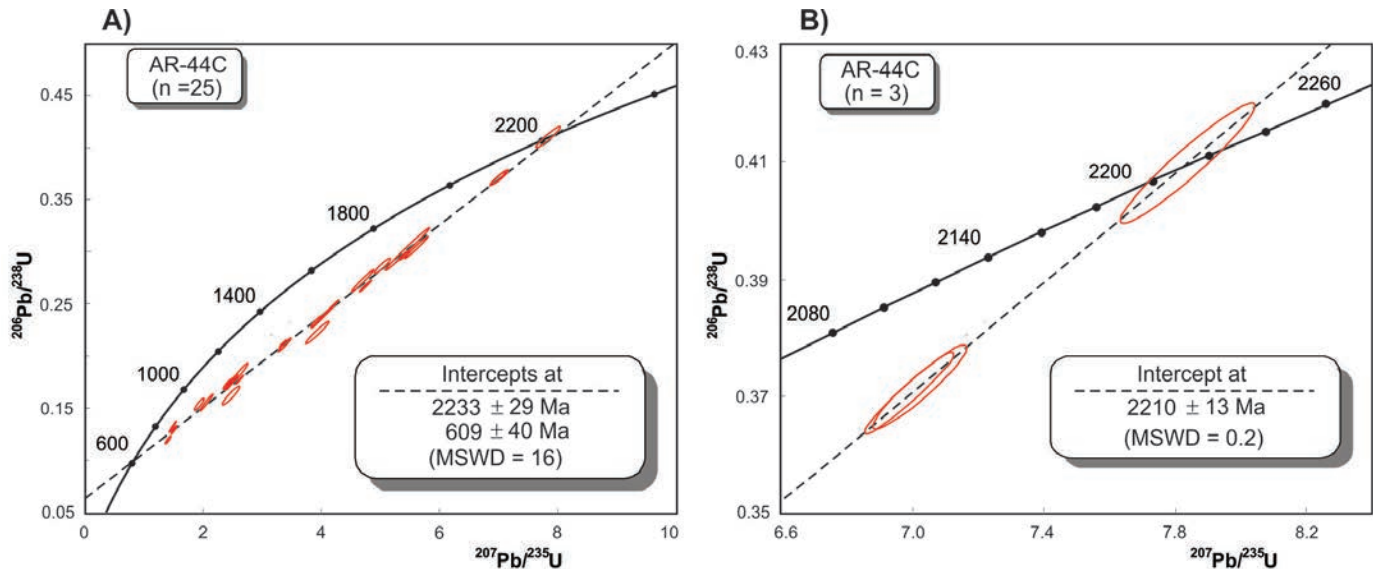 A)
AR-44C
(n =25)
0.45
0.35
0.25
0.15
0.05
²⁰⁶Pb/²³⁸U
600
1000
1400
1800
2200
Intercepts at
2233 ± 29 Ma
609 ± 40 Ma
(MSWD = 16)
0
2
4
6
8
10
²⁰⁷Pb/²³⁵U
B)
AR-44C
(n = 3)
0.43
0.41
0.39
0.37
0.35
²⁰⁶Pb/²³⁸U
2080
2140
2200
2260
Intercept at
2210 ± 13 Ma
(MSWD = 0.2)
6.6
7.0
7.4
7.8
8.2
²⁰⁷Pb/²³⁵U